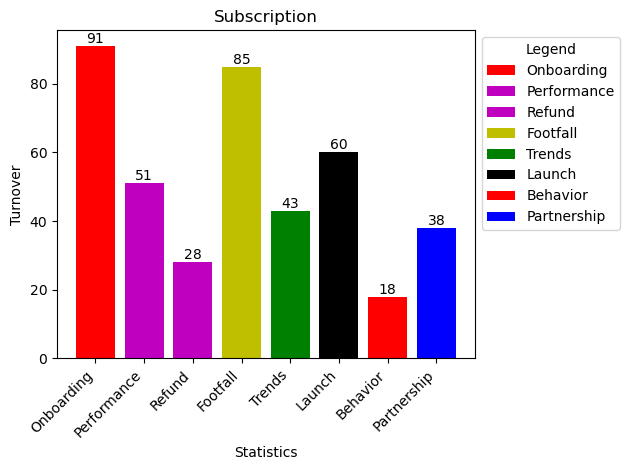 Subscription
Turnover
80
60
40
20
0
91
51
28
85
43
60
18
38
Onboarding
Performance
Refund
Footfall
Trends
Launch
Behavior
Partnership
Statistics
Legend
Onboarding
Performance
Refund
Footfall
Trends
Launch
Behavior
Partnership